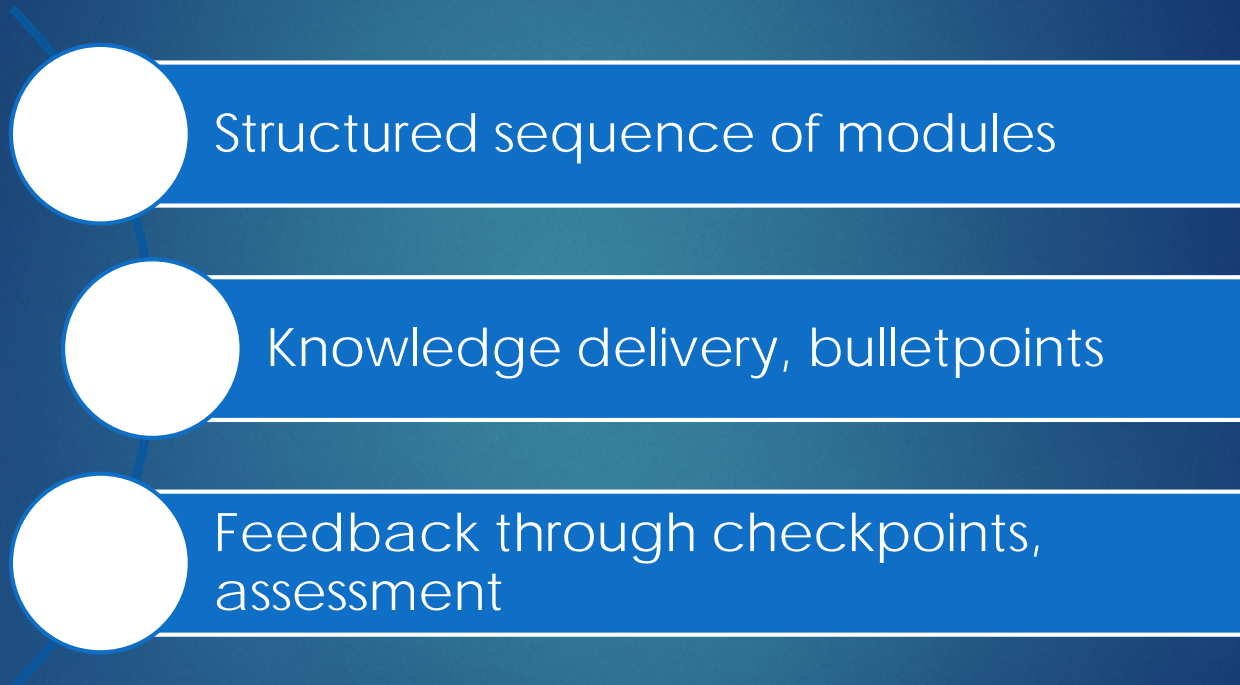 Structured sequence of modules
Knowledge delivery, bulletpoints
Feedback through checkpoints,
assessment